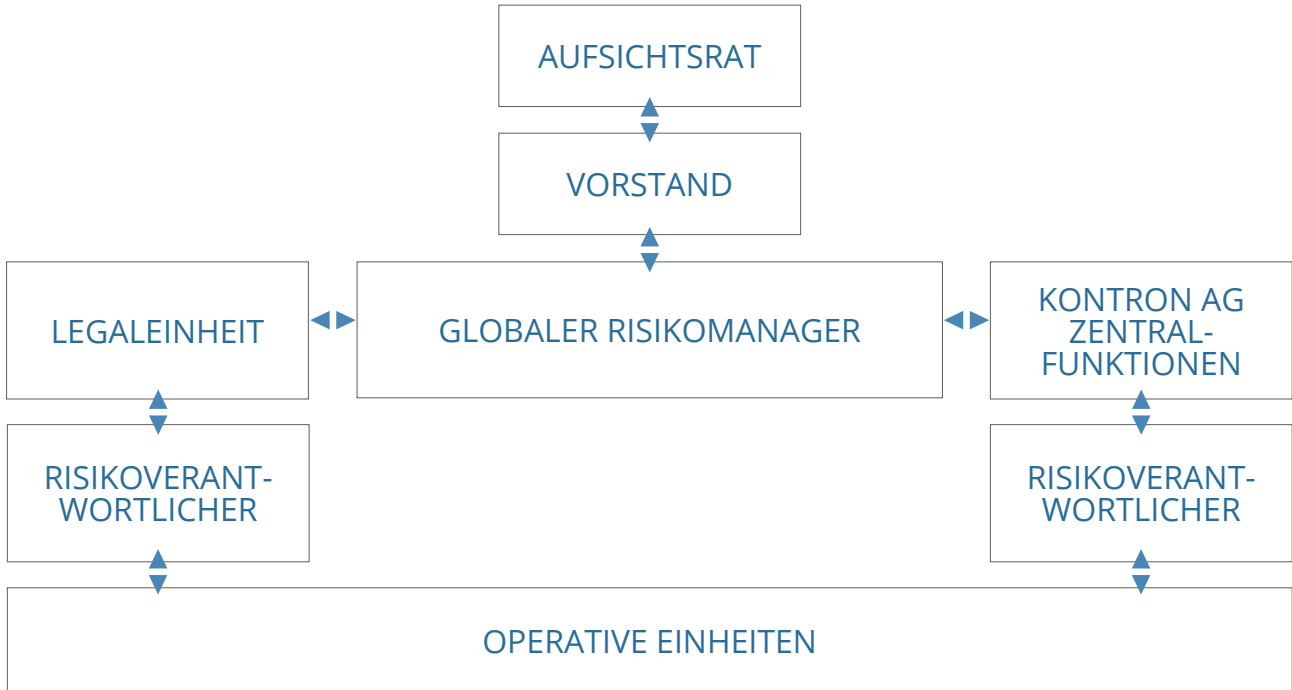 AUFSICHTSRAT
VORSTAND
LEGALEINHEIT
GLOBALER RISIKOMANAGER
KONTRON AG
ZENTRAL-
FUNKTIONEN
RISIKOVERANT-
WORTLICHER
RISIKOVERANT-
WORTLICHER
OPERATIVE EINHEITEN